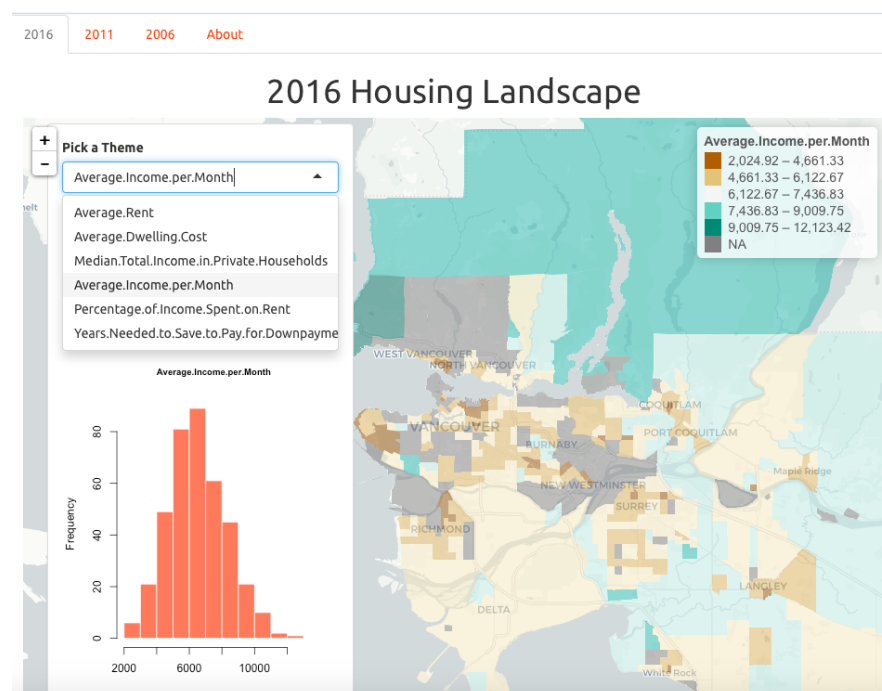 2016 2011 2006 About
2016 Housing Landscape
+
−
Pick a Theme
Average.Income.per.Month
Average.Rent
Average.Dwelling.Cost
Median.Total.Income.in.Private.Households
Average.Income.per.Month
Percentage.of.Income.Spent.on.Rent
Years.Needed.to.Save.to.Pay.for.Downpayme
Average.Income.per.Month
2,024.92 – 4,661.33
4,661.33 – 6,122.67
6,122.67 – 7,436.83
7,436.83 – 9,009.75
9,009.75 – 12,123.42
NA
Average.Income.per.Month
Frequency
80
60
40
20
0
2000 6000 10000
WEST VANCOUVER
NORTH VANCOUVER
COQUITLAM
VANCOUVER
PORT COQUITLAM
BURNABY
Maple Ridge
NEW WESTMINSTER
SURREY
RICHMOND
LANGLEY
DELTA
White Rock